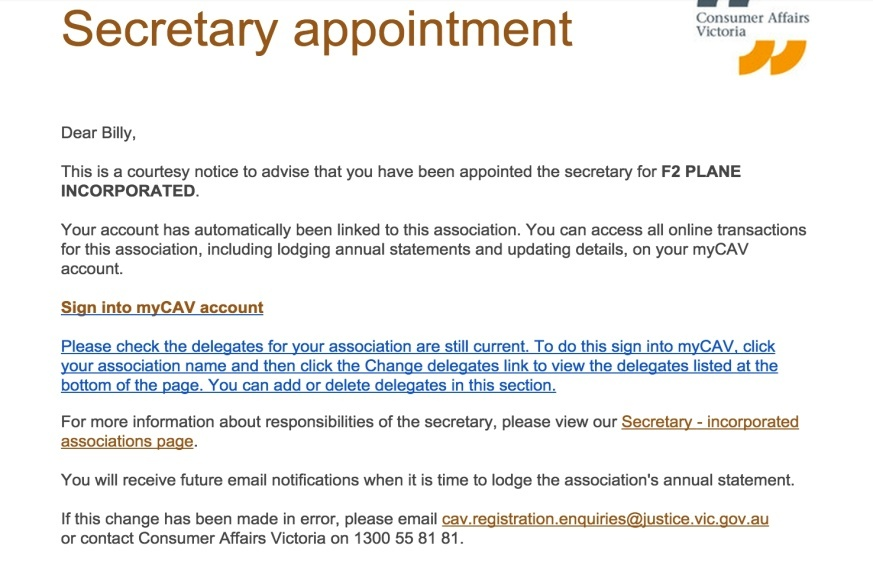 Secretary appointment
Consumer Affairs
Victoria
Dear Billy,
This is a courtesy notice to advise that you have been appointed the secretary for F2 PLANE
INCORPORATED.
Your account has automatically been linked to this association. You can access all online transactions
for this association, including lodging annual statements and updating details, on your myCAV
account.
Sign into myCAV account
Please check the delegates for your association are still current. To do this sign into myCAV, click
your association name and then click the Change delegates link to view the delegates listed at the
bottom of the page. You can add or delete delegates in this section.
For more information about responsibilities of the secretary, please view our Secretary - incorporated
associations page.
You will receive future email notifications when it is time to lodge the association's annual statement.
If this change has been made in error, please email cav.registration.enquiries@justice.vic.gov.au
or contact Consumer Affairs Victoria on 1300 55 81 81.